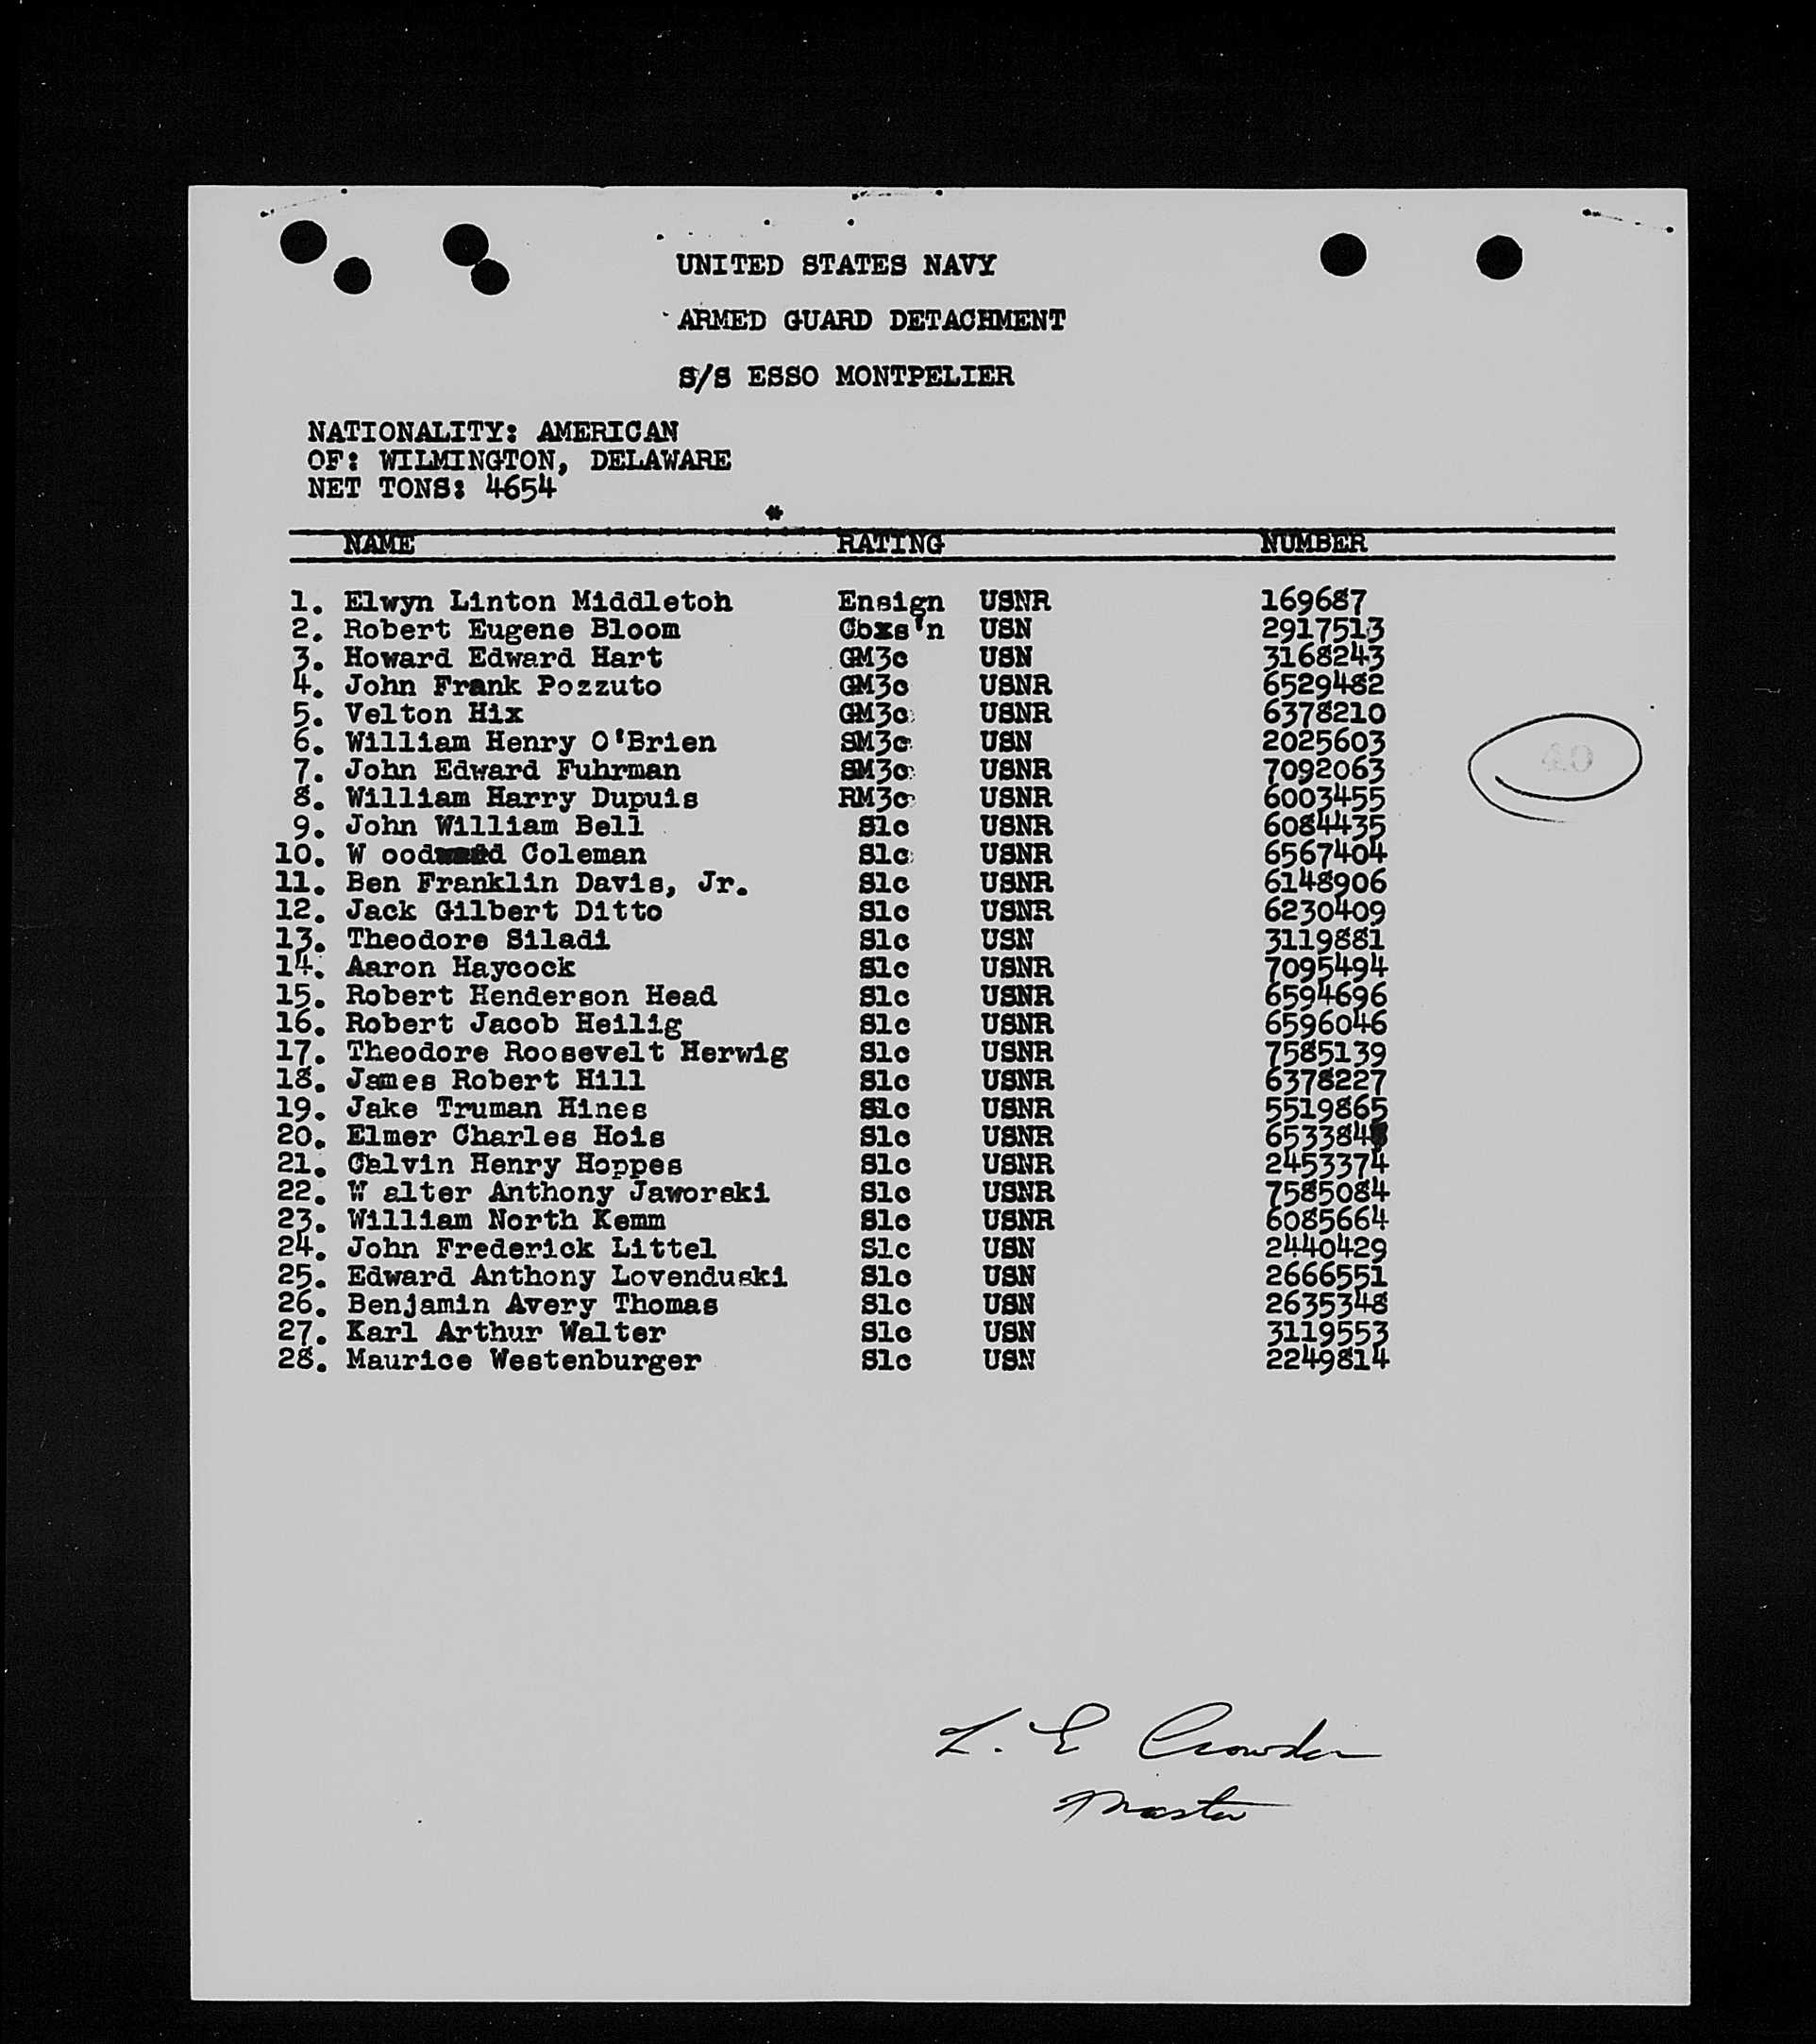 UNITED STATES NAVY
ARMED GUARD DETACHMENT
S/S ESSO MONTPELIER
NATIONALITY: AMERICAN
OF: WILMINGTON, DELAWARE
NET TONS: 4654
*
NAME RATING NUMBER
1. Elwyn Linton Middleton Ensign USNR 169687
2. Robert Eugene Bloom Cbxs'n USN 2917513
3. Howard Edward Hart GM3c USN 3168243
4. John Frank Pozzuto GM3c USNR 6529482
5. Velton Hix GM3c USNR 6378210
6. William Henry O'Brien SM3c USN 2025603
7. John Edward Fuhrman SM3c USNR 7092063
8. William Harry Dupuis RM3c USNR 6003455
9. John William Bell S1c USNR 6084435
10. Coleman S1c USNR 6567404
11. Ben Franklin Davis, Jr. S1c USNR 6148906
12. Jack Gilbert Ditto S1c USNR 6230409
13. Theodore Siladi S1c USN 3119881
14. Aaron Haycock S1c USNR 7095494
15. Robert Henderson Head S1c USNR 6594696
16. Robert Jacob Heilig S1c USNR 6596046
17. Theodore Roosevelt Herwig S1c USNR 7585139
18. James Robert Hill S1c USNR 6378227
19. Jake Truman Hines S1c USNR 5519865
20. Elmer Charles Hois S1c USNR
21. Calvin Henry Hoppes S1c USNR 2453374
22. W alter Anthony Jaworski S1c USNR 7585084
23. William North Kemm S1c USNR 6085664
24. John Frederick Littel S1c USN 2440429
25. Edward Anthony Lovenduski S1c USN 2666551
26. Benjamin Avery Thomas S1c USN 2635348
27. Karl Arthur Walter S1c USN 3119553
28. Maurice Westenburger S1c USN 2249814
40
L. E Crowder
Master